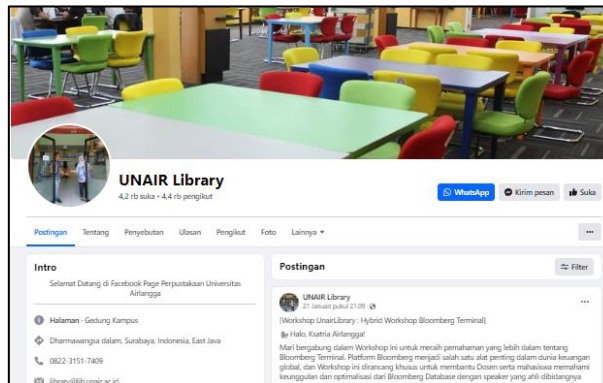 UNAIR Library
4,2 rb suka • 4,4 rb pengikut
WhatsApp
Kirim pesan
Suka
Postingan
Tentang
Penyebutan
Ulasan
Pengikut
Foto
Lainnya
Intro
Selamat Datang di Facebook Page Perpustakaan Universitas
Airlangga
Halaman · Gedung Kampus
Dharmawangsa dalam, Surabaya, Indonesia, East Java
0822-3151-7409
library@lib.unair.ac.id
Postingan
Filter
UNAIR Library
21 Januari pukul 21.09
[Workshop UnairLibrary : Hybrid Workshop Bloomberg Terminal]
Halo, Ksatria Airlangga!
Mari bergabung dalam Workshop ini untuk meraih pemahaman yang lebih dalam tentang
Bloomberg Terminal. Platform Bloomberg menjadi salah satu alat penting dalam dunia keuangan
global, dan Workshop ini dirancang khusus untuk membantu Dosen serta mahasiswa memahami
keunggulan dan optimalisasi dari Bloomberg Database dengan speaker yang ahli dibidangnya